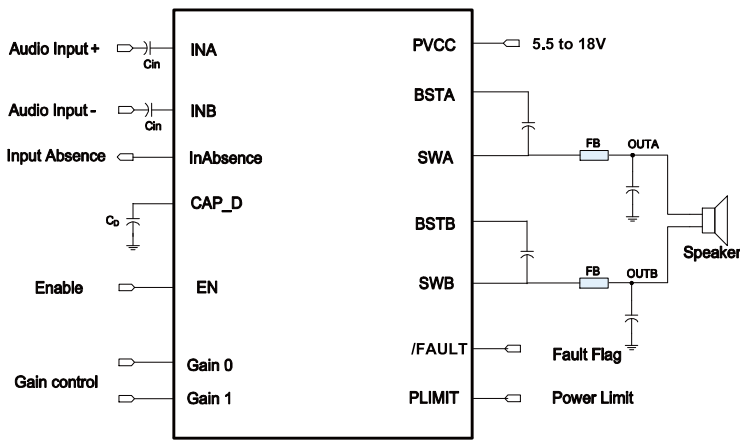 Audio Input +
Cin
INA
PVCC
5.5 to 18V
BSTA
Audio Input -
Cin
INB
Input Absence
InAbsence
SWA
FB
OUTA
CAP_D
CD
BSTB
Speaker
Enable
EN
SWB
FB
OUTB
/FAULT
Fault Flag
Gain control
Gain 0
Gain 1
PLIMIT
Power Limit